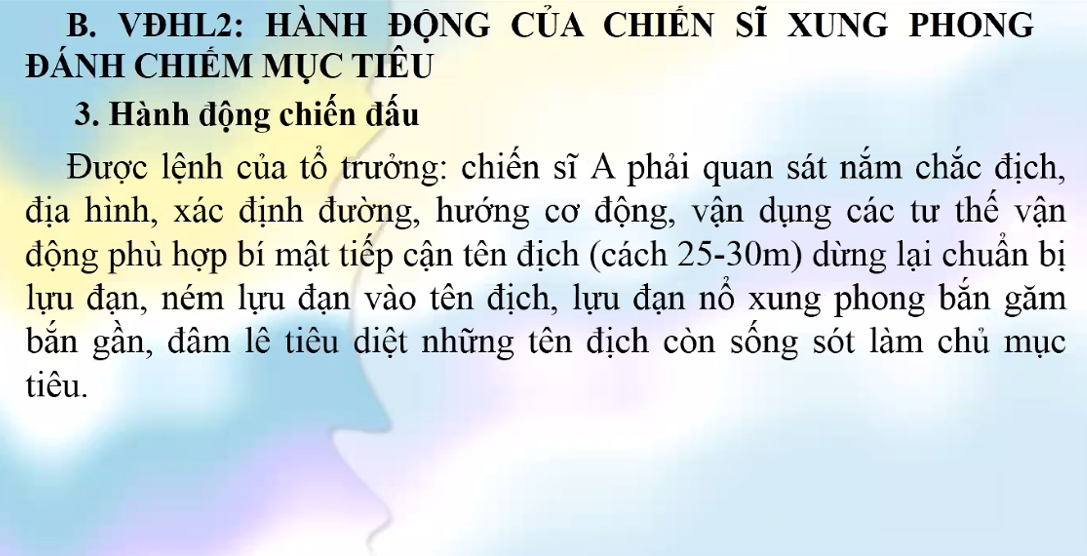 B. VĐHL2: HÀNH ĐỘNG CỦA CHIẾN SĨ XUNG PHONG
ĐÁNH CHIẾM MỤC TIÊU
3. Hành động chiến đấu
Được lệnh của tổ trưởng: chiến sĩ A phải quan sát nắm chắc địch,
địa hình, xác định đường, hướng cơ động, vận dụng các tư thế vận
động phù hợp bí mật tiếp cận tên địch (cách 25-30m) dừng lại chuẩn bị
lựu đạn, ném lựu đạn vào tên địch, lựu đạn nổ xung phong bắn găm
bắn gần, đâm lê tiêu diệt những tên địch còn sống sót làm chủ mục
tiêu.